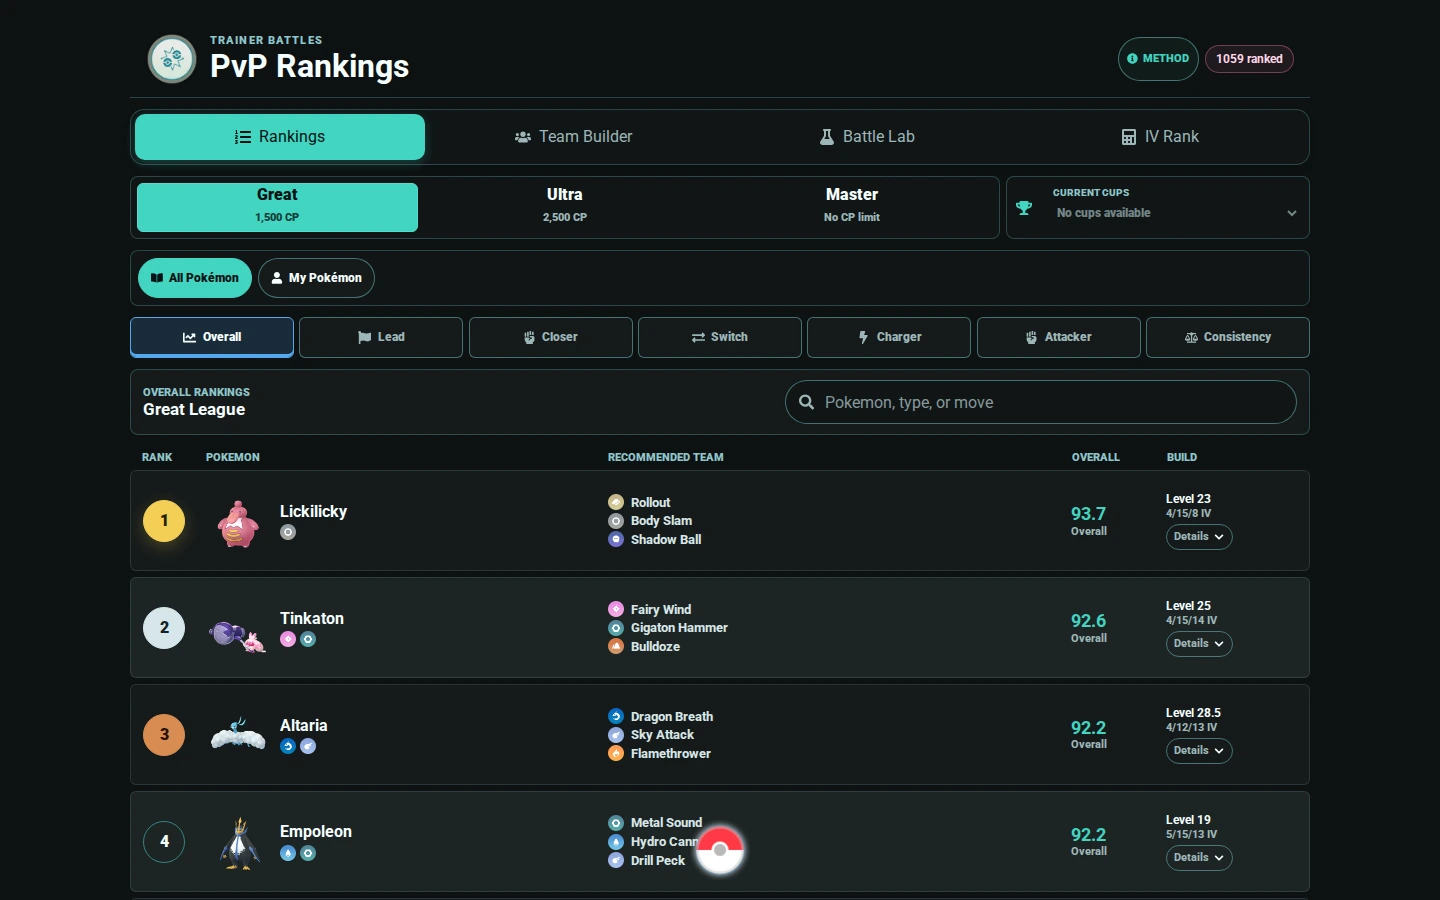 TRAINER BATTLES
PvP Rankings
METHOD
1059 ranked
Rankings
Team Builder
Battle Lab
IV Rank
Great
1,500 CP
Ultra
2,500 CP
Master
No CP limit
CURRENT CUPS
No cups available
All Pokémon
My Pokémon
Overall
Lead
Closer
Switch
Charger
Attacker
Consistency
OVERALL RANKINGS
Great League
Pokemon, type, or move
RANK
POKEMON
RECOMMENDED TEAM
OVERALL
BUILD
1
Lickilicky
Rollout
Body Slam
Shadow Ball
93.7
Overall
Level 23
4/15/8 IV
Details
2
Tinkaton
Fairy Wind
Gigaton Hammer
Bulldoze
92.6
Overall
Level 25
4/15/14 IV
Details
3
Altaria
Dragon Breath
Sky Attack
Flamethrower
92.2
Overall
Level 28.5
4/12/13 IV
Details
4
Empoleon
Metal Sound
Hydro Cann
Drill Peck
92.2
Overall
Level 19
5/15/13 IV
Details